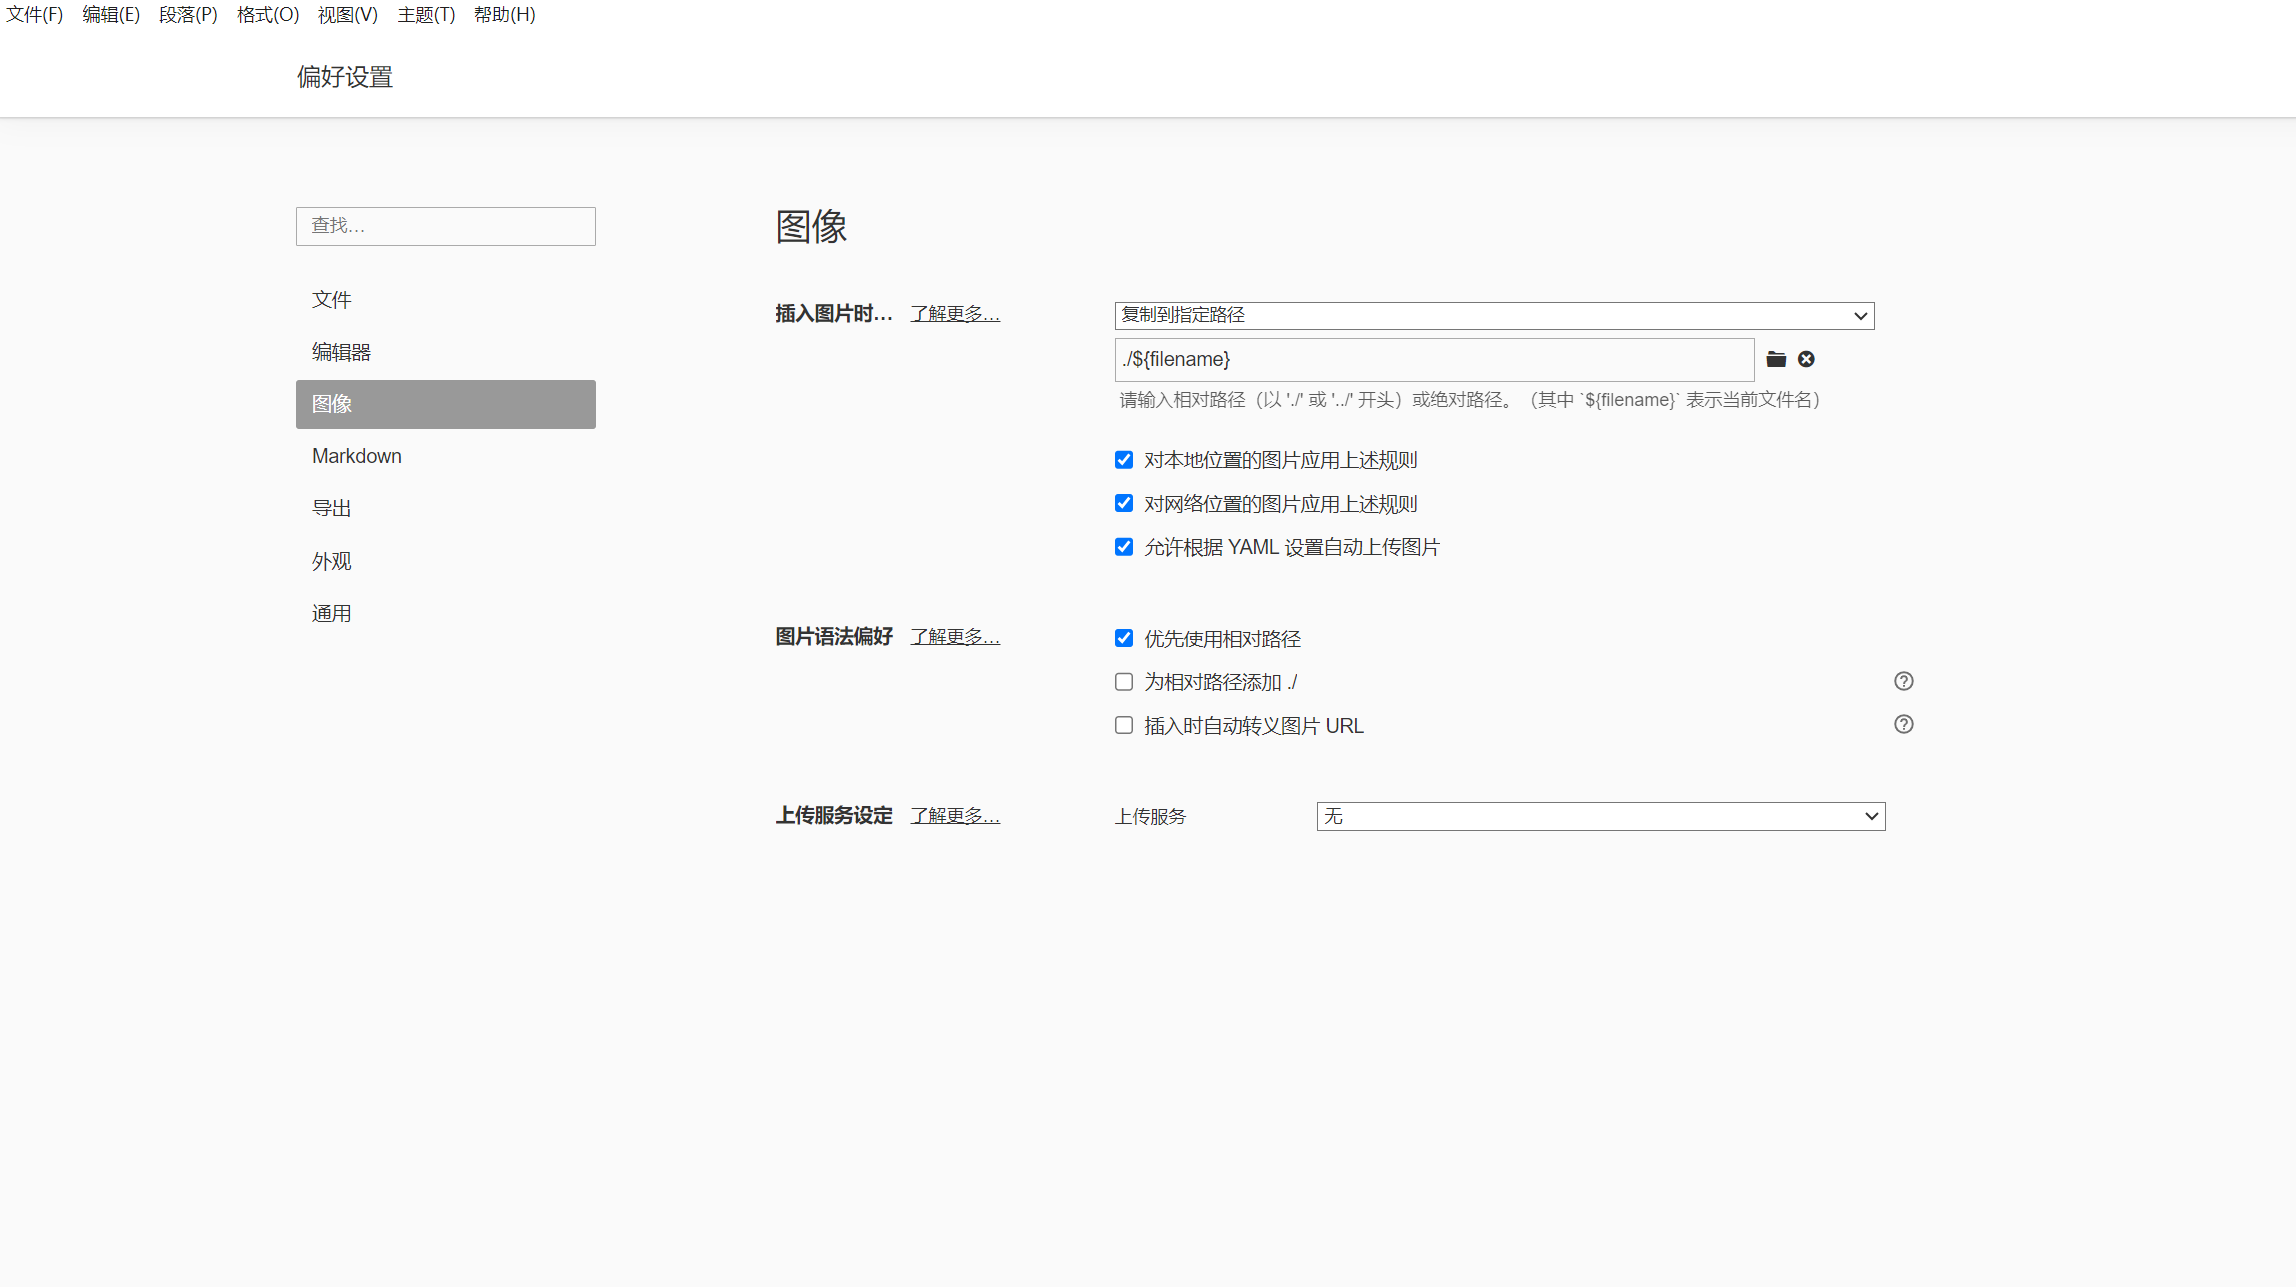 文件(F) 编辑(E) 段落(P) 格式(O) 视图(V) 主题(T) 帮助(H)
偏好设置
查找…
文件
编辑器
图像
Markdown
导出
外观
通用
图像
插入图片时… 了解更多… 复制到指定路径
./${filename}
请输入相对路径（以 './' 或 '../' 开头）或绝对路径。（其中 `${filename}` 表示当前文件名）
对本地位置的图片应用上述规则
对网络位置的图片应用上述规则
允许根据 YAML 设置自动上传图片
图片语法偏好 了解更多… 优先使用相对路径
为相对路径添加 ./
插入时自动转义图片 URL
上传服务设定 了解更多… 上传服务 无